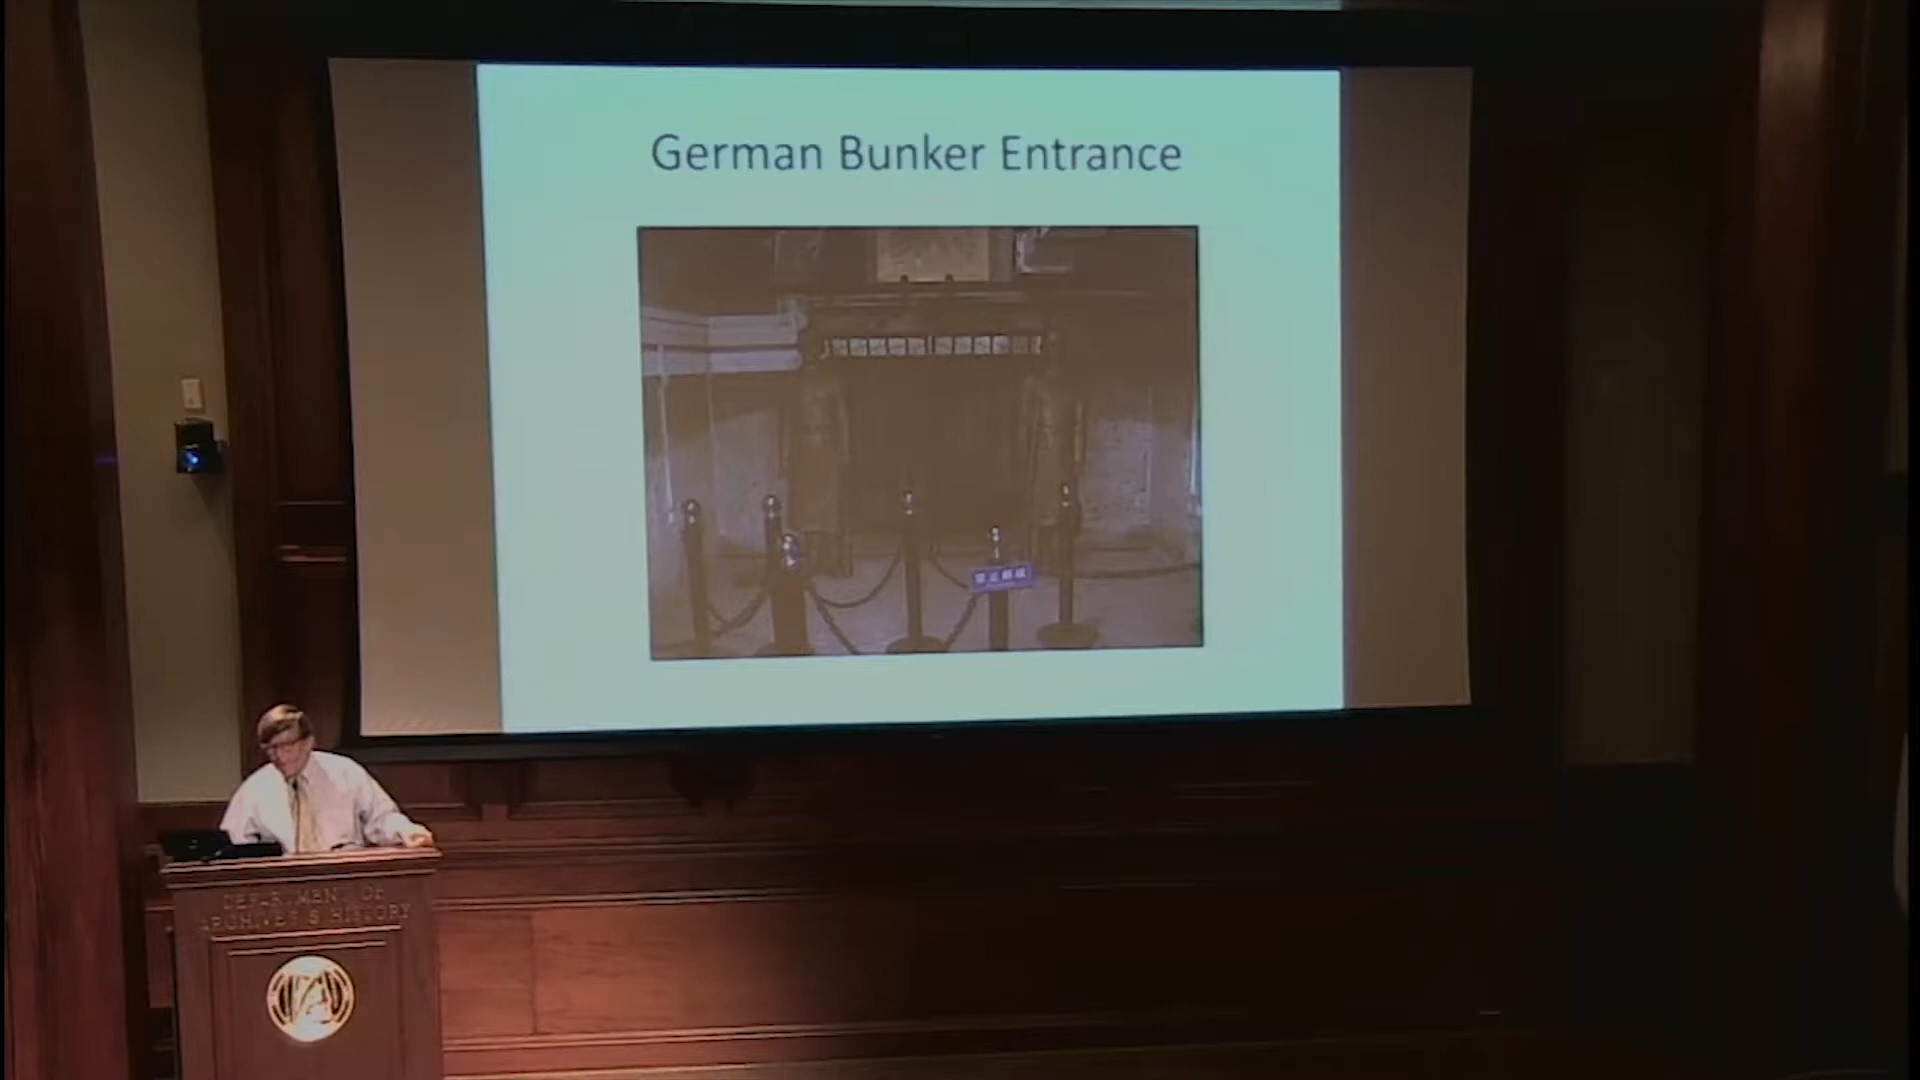 German Bunker Entrance
DEPARTMENT OF
ARCHIVES & HISTORY